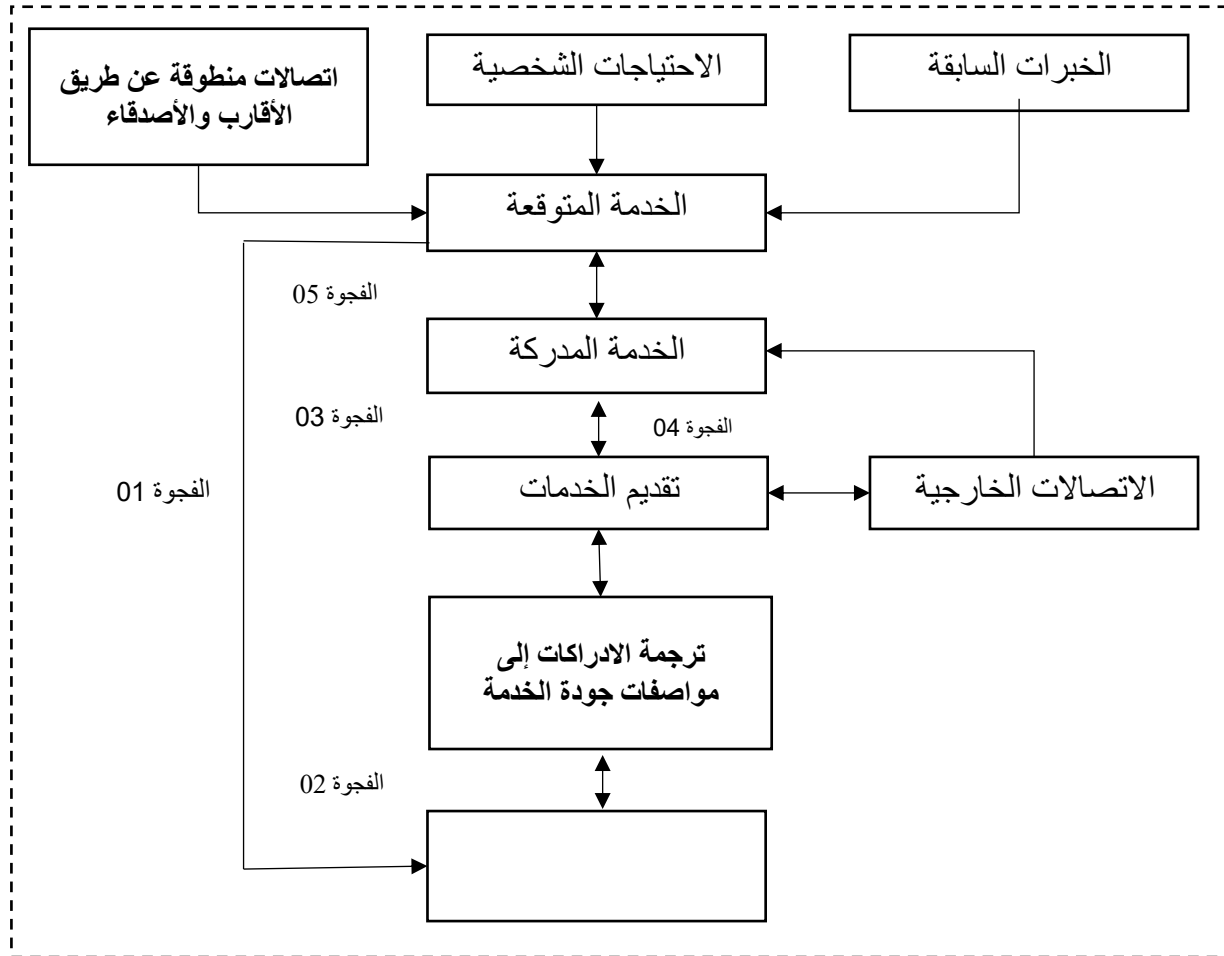 الخبرات السابقة
الاحتياجات الشخصية
اتصالات منطوقة عن طريق
الأقارب والأصدقاء
الخدمة المتوقعة
الفجوة 05
الخدمة المدركة
الفجوة 03
الفجوة 04
الفجوة 01
الاتصالات الخارجية
تقديم الخدمات
ترجمة الادراكات إلى
مواصفات جودة الخدمة
الفجوة 02